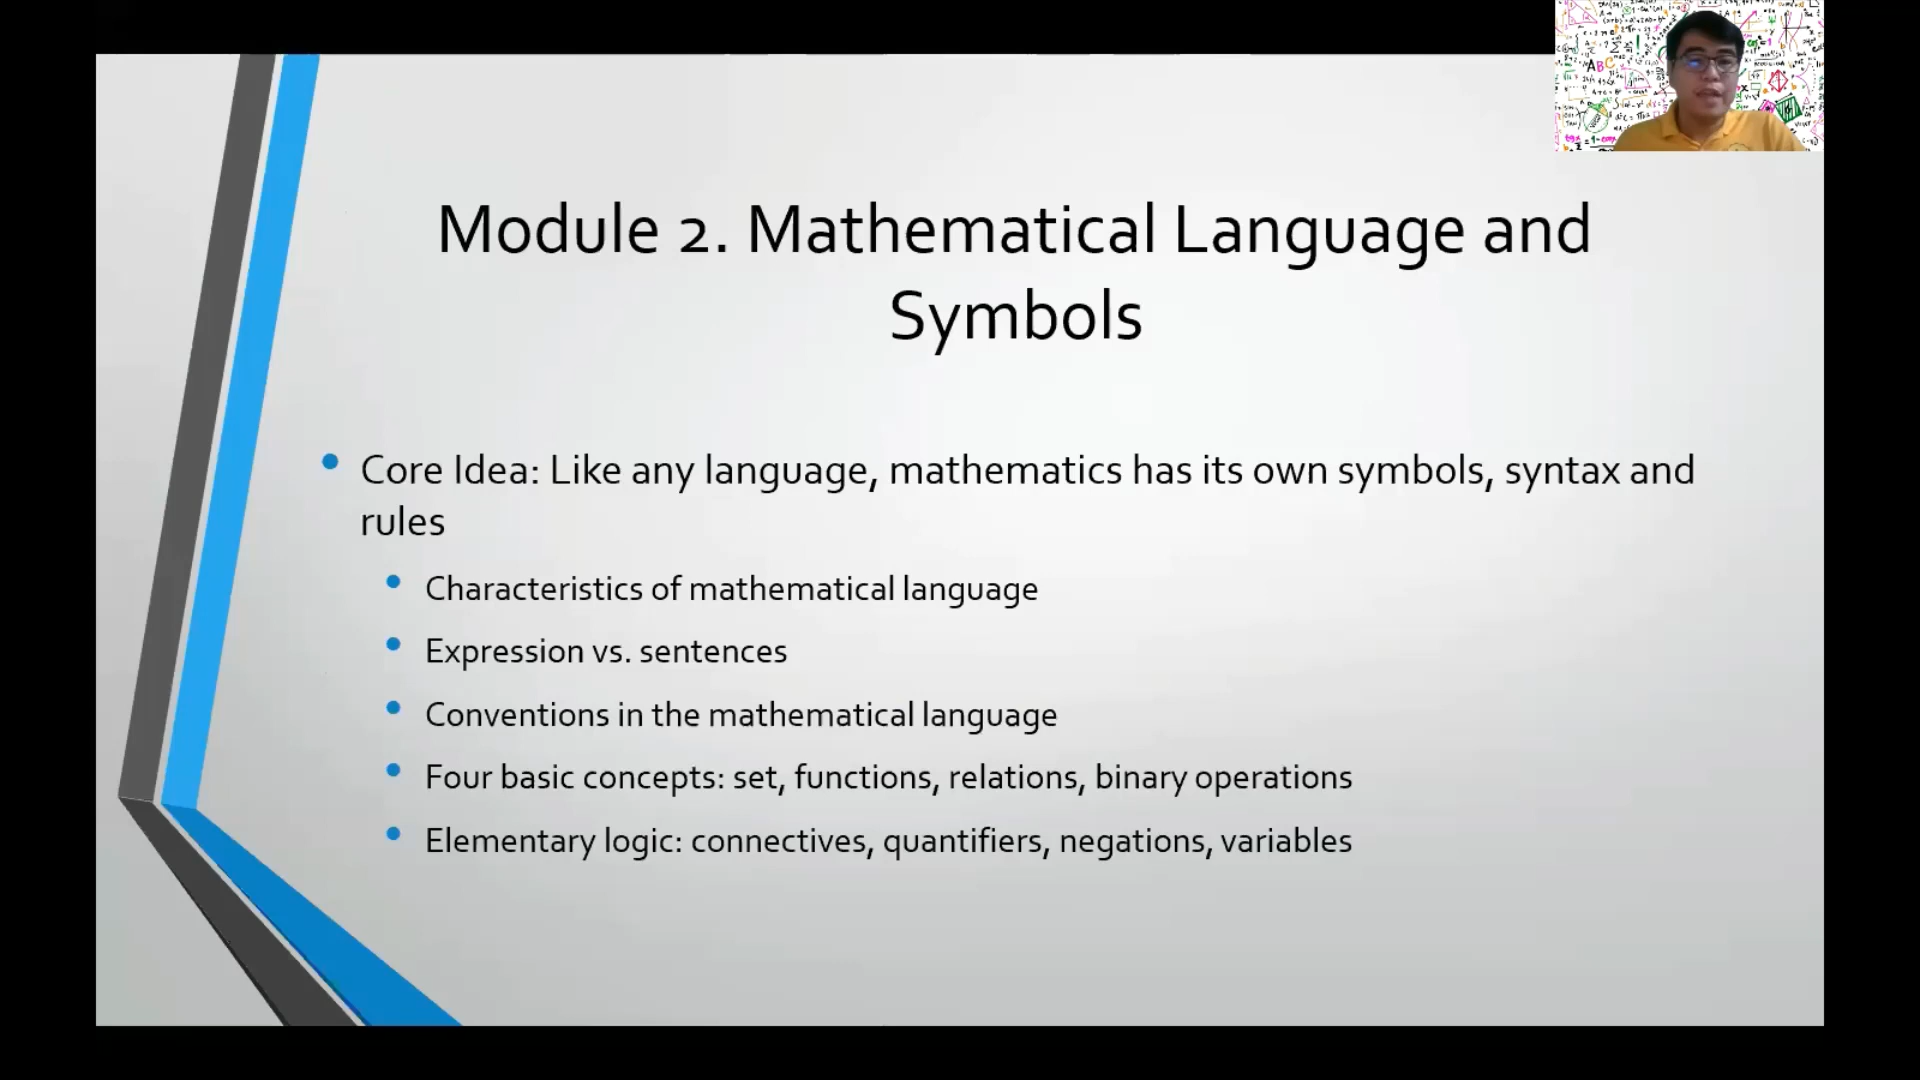 Module 2. Mathematical Language and
Symbols
• Core Idea: Like any language, mathematics has its own symbols, syntax and
rules
• Characteristics of mathematical language
• Expression vs. sentences
• Conventions in the mathematical language
• Four basic concepts: set, functions, relations, binary operations
• Elementary logic: connectives, quantifiers, negations, variables
ABC